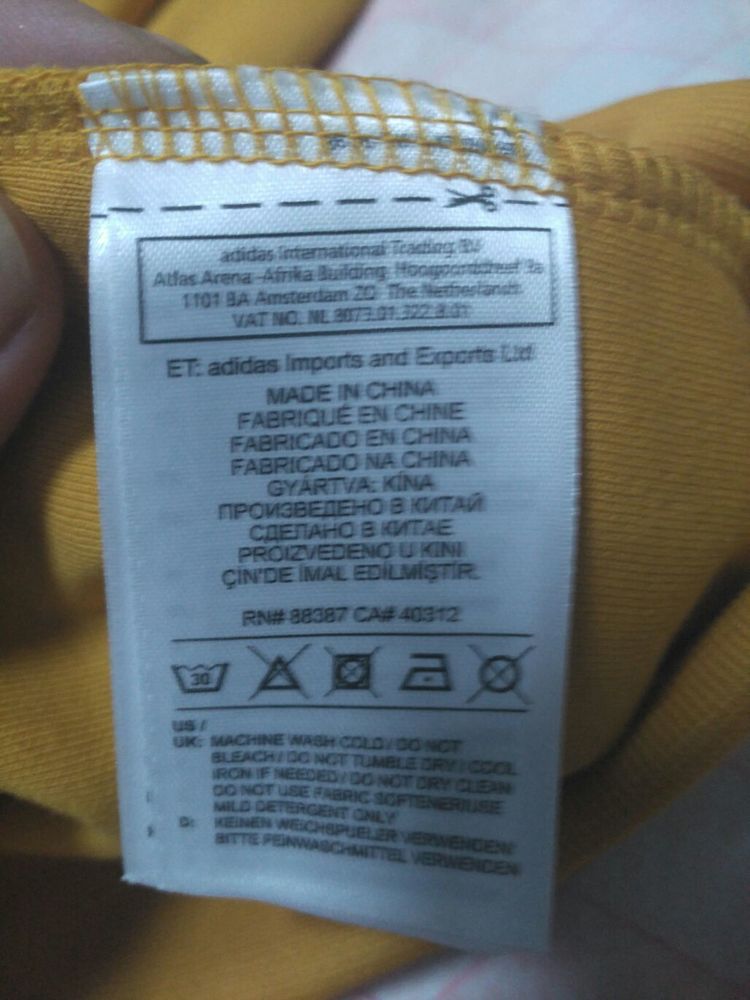 adidas International Trading BV
Atlas Arena -Afrika Building, Hoogoorddreef 9a
1101 BA Amsterdam ZO The Netherlands
VAT NO. NL 8073.01.322.B.01
ET: adidas Imports and Exports Ltd
MADE IN CHINA
FABRIQUÉ EN CHINE
FABRICADO EN CHINA
FABRICADO NA CHINA
GYÁRTVA: KÍNA
ПРОИЗВЕДЕНО В КИТАЙ
СДЕЛАНО В КИТАЕ
PROIZVEDENO U KINI
ÇİN'DE İMAL EDİLMİŞTİR.
RN# 88387 CA# 40312
30
US /
UK: MACHINE WASH COLD / DO NOT
BLEACH / DO NOT TUMBLE DRY / COOL
IRON IF NEEDED / DO NOT DRY CLEAN
DO NOT USE FABRIC SOFTENER/USE
MILD DETERGENT ONLY
D: KEINEN WEICHSPUELER VERWENDEN/
BITTE FEINWASCHMITTEL VERWENDEN